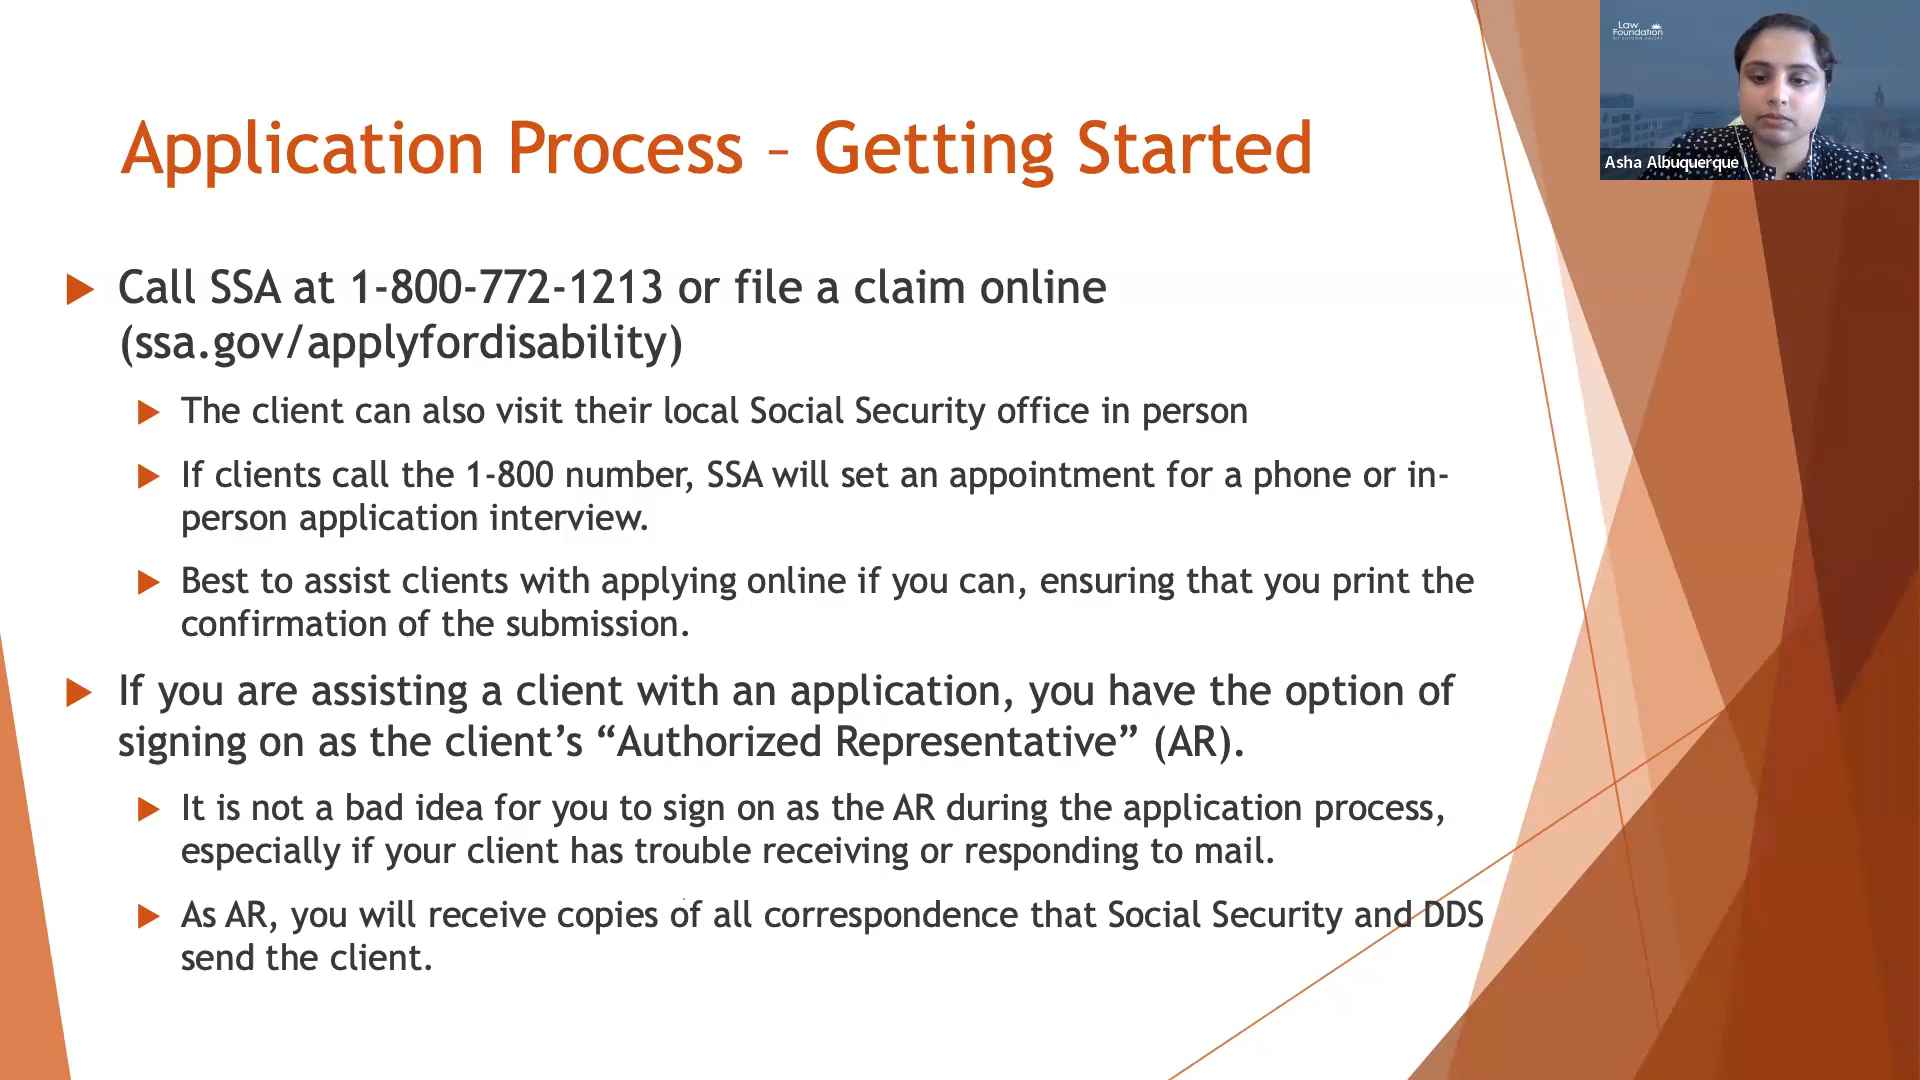 Law
Foundation
OF SILICON VALLEY
Asha Albuquerque
Application Process – Getting Started
Call SSA at 1-800-772-1213 or file a claim online
(ssa.gov/applyfordisability)
The client can also visit their local Social Security office in person
If clients call the 1-800 number, SSA will set an appointment for a phone or in-
person application interview.
Best to assist clients with applying online if you can, ensuring that you print the
confirmation of the submission.
If you are assisting a client with an application, you have the option of
signing on as the client’s “Authorized Representative” (AR).
It is not a bad idea for you to sign on as the AR during the application process,
especially if your client has trouble receiving or responding to mail.
As AR, you will receive copies of all correspondence that Social Security and DDS
send the client.